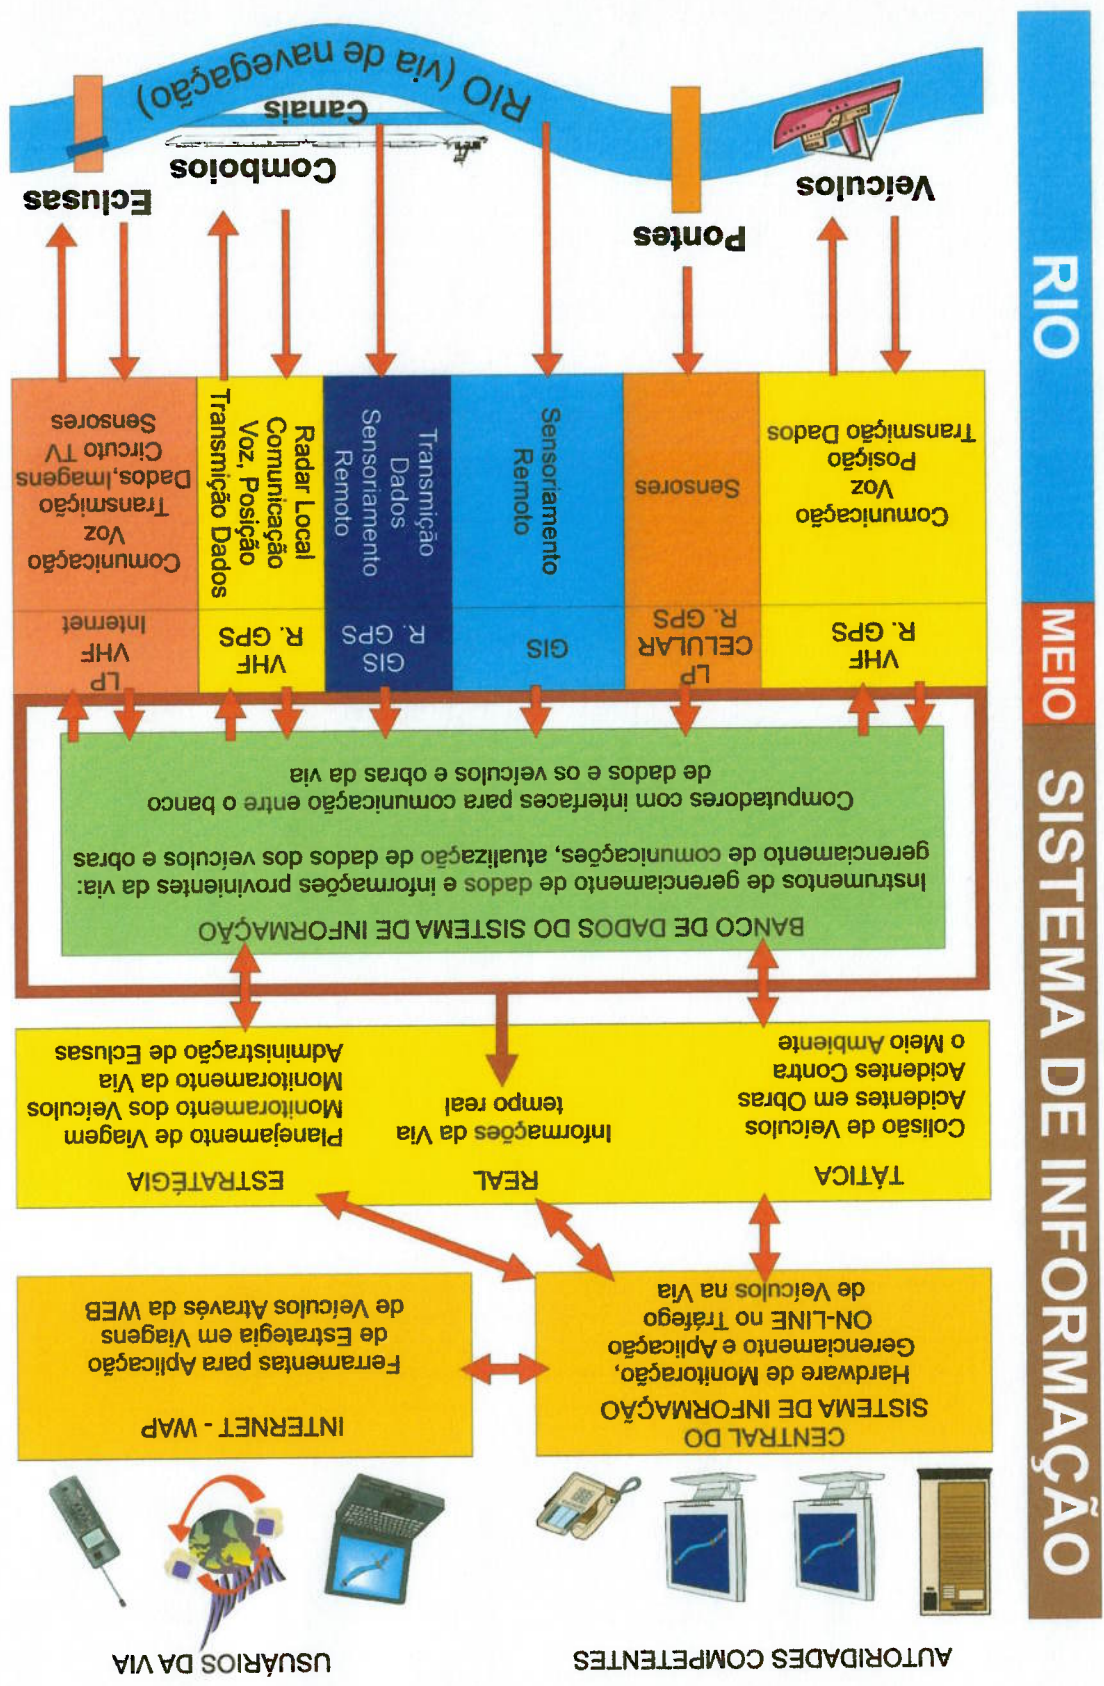 AUTORIDADES COMPETENTES
USUÁRIOS DA VIA
CENTRAL DO
SISTEMA DE INFORMAÇÃO
Hardware de Monitoração,
Gerenciamento e Aplicação
ON-LINE no Tráfego
de Veículos na Via
INTERNET - WAP
Ferramentas para Aplicação
de Estrategia em Viagens
de Veículos Através da WEB
TÁTICA
Colisão de Veículos
Acidentes em Obras
Acidentes Contra
o Meio Ambiente
REAL
Informações da Via
tempo real
ESTRATÉGIA
Planejamento de Viagem
Monitoramento dos Veículos
Monitoramento da Via
Administração de Eclusas
BANCO DE DADOS DO SISTEMA DE INFORMAÇÃO
Instrumentos de gerenciamento de dados e informações provinientes da via:
gerenciamento de comunicações, atualização de dados dos veículos e obras
Computadores com interfaces para comunicação entre o banco
de dados e os veículos e obras da via
VHF
R. GPS
LP
CELULAR
R. GPS
GIS
GIS
R. GPS
VHF
R. GPS
LP
VHF
Internet
Comunicação
Voz
Posição
Transmição Dados
Sensores
Sensoriamento
Remoto
Transmição
Dados
Sensoriamento
Remoto
Radar Local
Comunicação
Voz, Posição
Transmição Dados
Comunicação
Voz
Transmição
Dados,Imagens
Circuto TV
Sensores
Veículos
Pontes
Comboios
Eclusas
Canais
RIO (via de navegação)
SISTEMA DE INFORMAÇÃO
MEIO
RIO